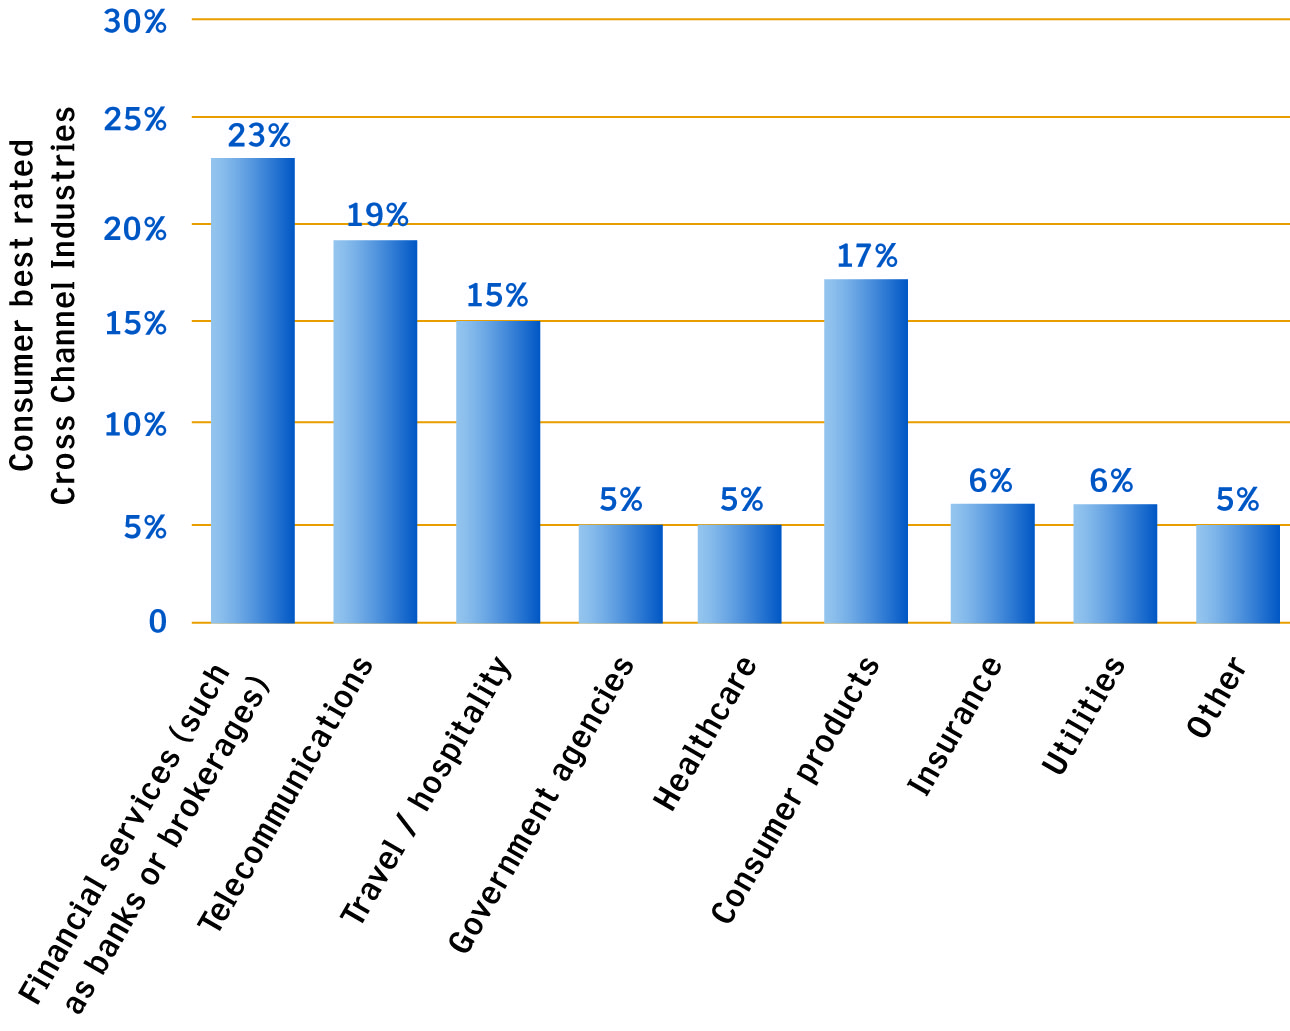 30%
25%
20%
15%
10%
5%
0
Consumer best rated
Cross Channel Industries
23%
19%
15%
5%
5%
17%
6%
6%
5%
Financial services (such
as banks or brokerages)
Telecommunications
Travel / hospitality
Government agencies
Healthcare
Consumer products
Insurance
Utilities
Other